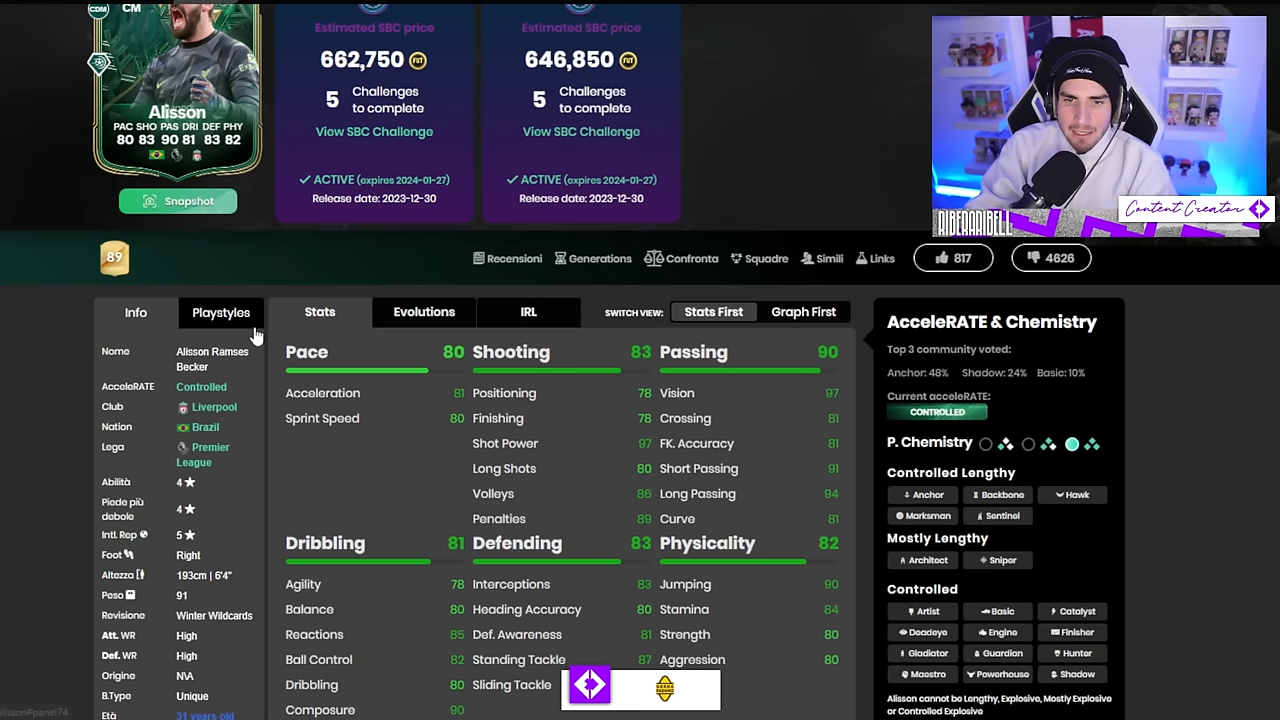 CDM CM
Alisson
PAC SHO PAS DRI DEF PHY
80 83 90 81 83 82
Snapshot
Estimated SBC price
662,750 FUT
5 Challenges
to complete
View SBC Challenge
ACTIVE (expires 2024-01-27)
Release date: 2023-12-30
Estimated SBC price
646,850 FUT
5 Challenges
to complete
View SBC Challenge
ACTIVE (expires 2024-01-27)
Release date: 2023-12-30
Content Creator
89
Recensioni Generations Confronta Squadre Simili Links 817 4626
Info Playstyles
Nome Alisson Ramses
Becker
AcceleRATE Controlled
Club Liverpool
Nation Brazil
Lega Premier
League
Abilità 4
Piede più
debole 4
Intl. Rep 5
Foot Right
Altezza 193cm | 6'4"
Peso 91
Revisione Winter Wildcards
Att. WR High
Def. WR High
Origine N\A
B.Type Unique
Età 31 years old
Stats Evolutions IRL SWITCH VIEW: Stats First Graph First
Pace 80
Acceleration 81
Sprint Speed 80
Shooting 83
Positioning 78
Finishing 78
Shot Power 97
Long Shots 80
Volleys 86
Penalties 89
Passing 90
Vision 97
Crossing 81
FK. Accuracy 81
Short Passing 91
Long Passing 94
Curve 81
Dribbling 81
Agility 78
Balance 80
Reactions 85
Ball Control 82
Dribbling 80
Composure 90
Defending 83
Interceptions 83
Heading Accuracy 80
Def. Awareness 81
Standing Tackle 87
Sliding Tackle
Physicality 82
Jumping 90
Stamina 84
Strength 80
Aggression 80
AcceleRATE & Chemistry
Top 3 community voted:
Anchor: 48% Shadow: 24% Basic: 10%
Current acceleRATE:
CONTROLLED
P. Chemistry
Controlled Lengthy
Anchor Backbone Hawk
Marksman Sentinel
Mostly Lengthy
Architect Sniper
Controlled
Artist Basic Catalyst
Deadeye Engine Finisher
Gladiator Guardian Hunter
Maestro Powerhouse Shadow
Alisson cannot be Lengthy, Explosive, Mostly Explosive
or Controlled Explosive
alisson#panel74